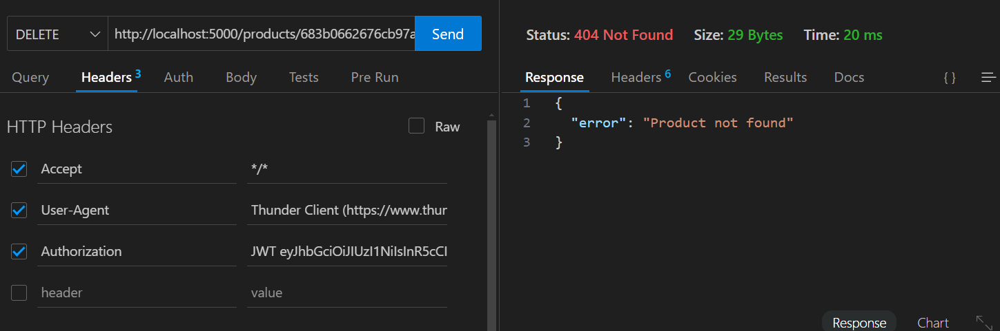 DELETE http://localhost:5000/products/683b0662676cb97a Send
Query Headers 3 Auth Body Tests Pre Run
HTTP Headers Raw
Accept */*
User-Agent Thunder Client (https://www.thur
Authorization JWT eyJhbGciOiJIUzI1NiIsInR5cCI
header value
Status: 404 Not Found Size: 29 Bytes Time: 20 ms
Response Headers 6 Cookies Results Docs { }
1 {
2 "error": "Product not found"
3 }
Response Chart